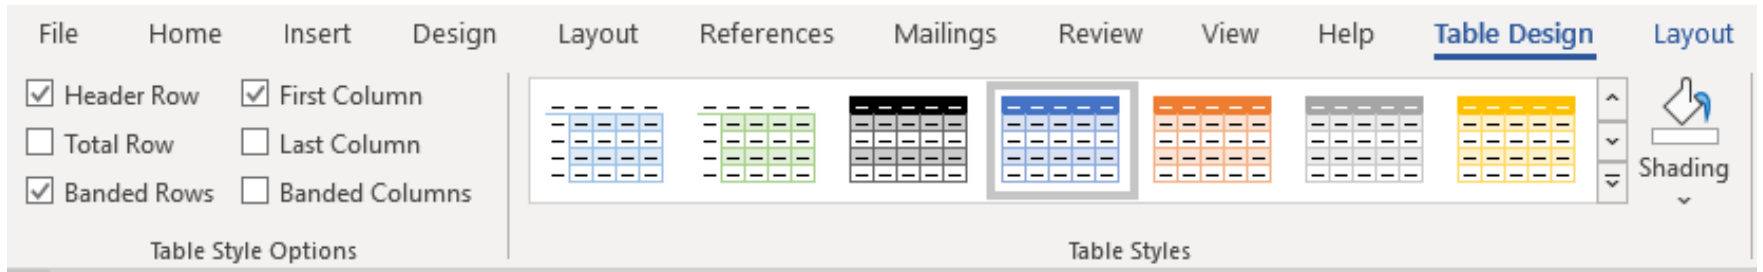 File Home Insert Design Layout References Mailings Review View Help Table Design Layout
Header Row First Column
Total Row Last Column
Banded Rows Banded Columns
Shading
Table Style Options Table Styles